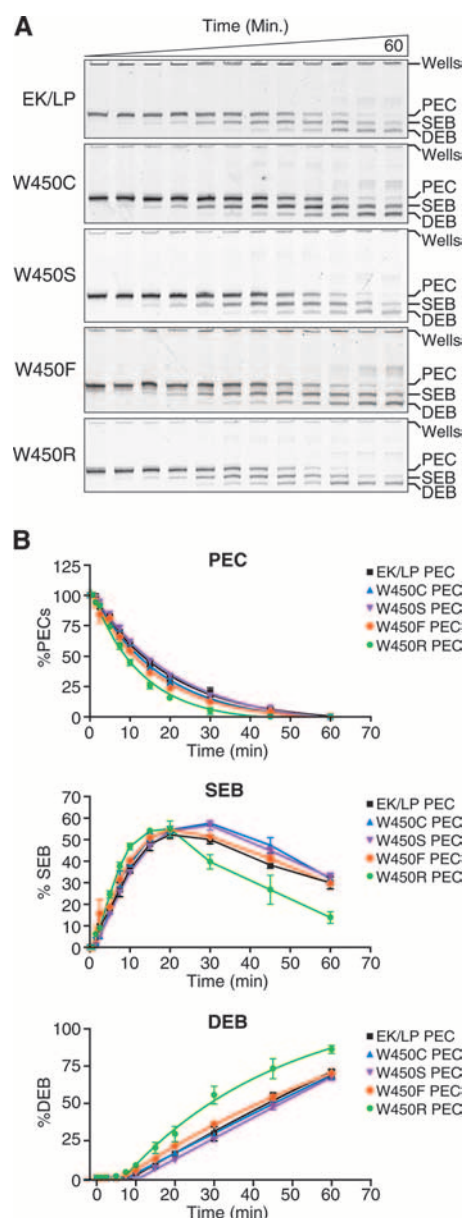 A
Time (Min.)
60
EK/LP
Wells
PEC
SEB
DEB
W450C
Wells
PEC
SEB
DEB
W450S
Wells
PEC
SEB
DEB
W450F
Wells
PEC
SEB
DEB
W450R
Wells
PEC
SEB
DEB
B
PEC
%PECs
125
100
75
50
25
0
0 10 20 30 40 50 60 70
Time (min)
EK/LP PEC
W450C PEC
W450S PEC
W450F PEC
W450R PEC
SEB
% SEB
70
60
50
40
30
20
10
0
0 10 20 30 40 50 60 70
Time (min)
EK/LP PEC
W450C PEC
W450S PEC
W450F PEC
W450R PEC
DEB
%DEB
100
75
50
25
0
0 10 20 30 40 50 60 70
Time (min)
EK/LP PEC
W450C PEC
W450S PEC
W450F PEC
W450R PEC